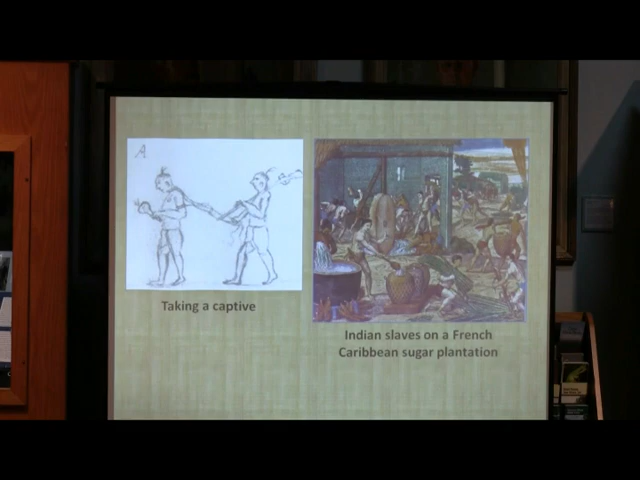 A
Taking a captive
Indian slaves on a French
Caribbean sugar plantation